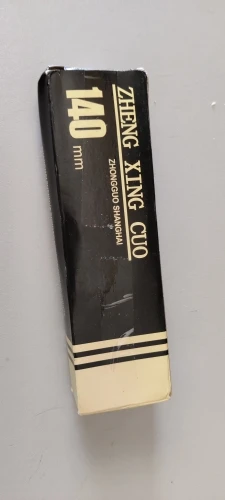 ZHENG XING CUO
ZHONGGUO SHANGHAI
140 mm